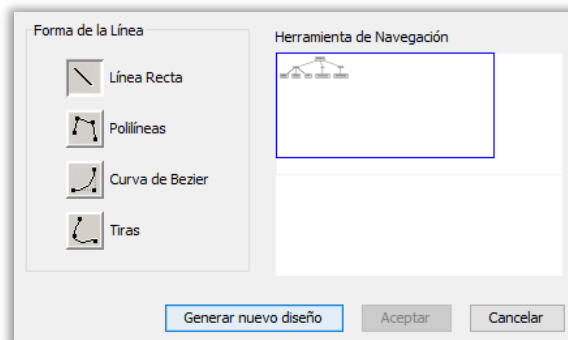 Forma de la Línea
Línea Recta
Polilíneas
Curva de Bezier
Tiras
Herramienta de Navegación
Generar nuevo diseño
Aceptar
Cancelar